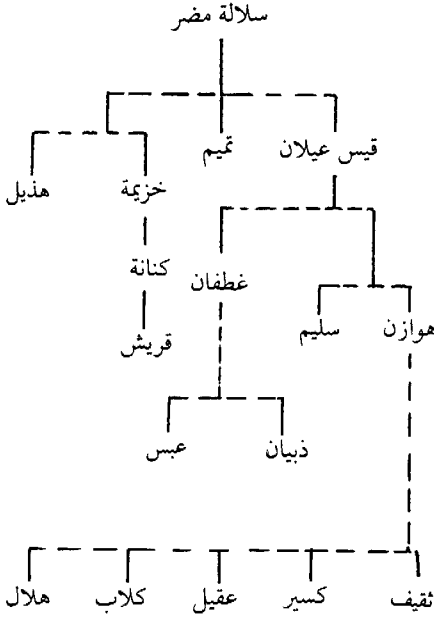 سلالة مضر
قيس عيلان
تميم
خزيمة
هذيل
كنانة
غطفان
قريش
هوازن
سليم
ذبيان
عبس
ثقيف
كسير
عقيل
كلاب
هلال